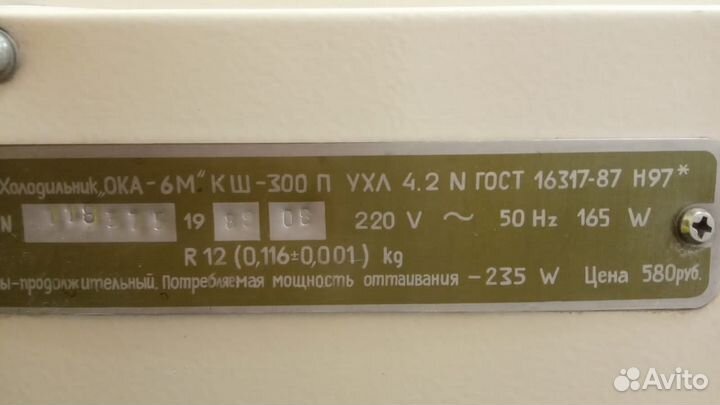 Холодильник „ОКА-6М" КШ-300 П УХЛ 4.2 N ГОСТ 16317-87 Н97*
N 19 89 08 220 V ~ 50 Hz 165 W
R 12 (0,116±0,001) kg
ы-продолжительный. Потребляемая мощность оттаивания -235 W Цена 580руб.
Avito